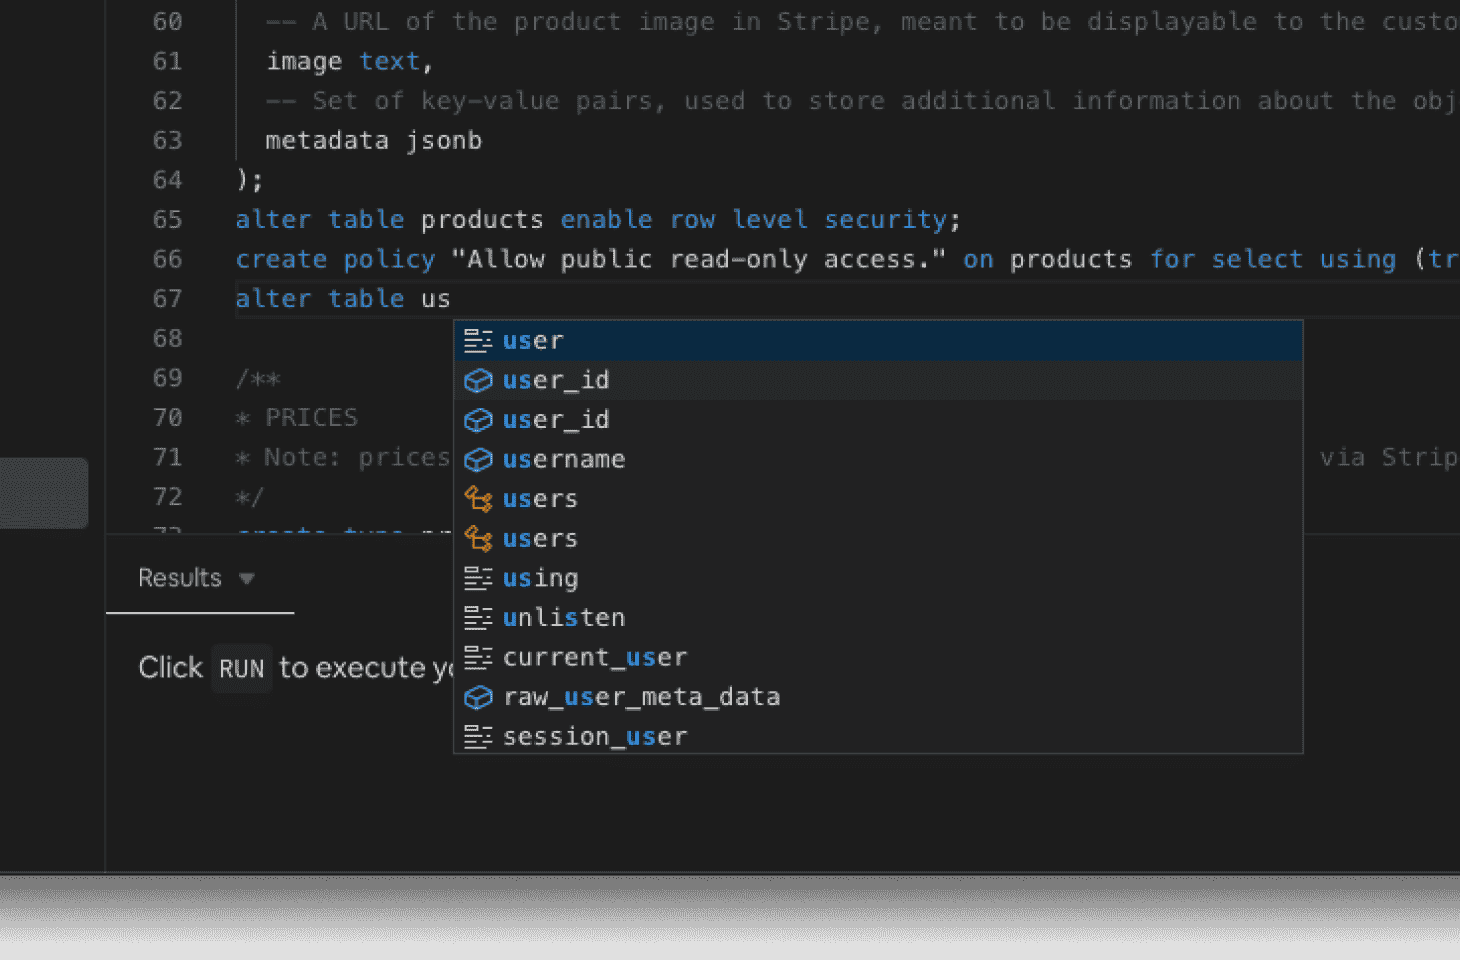 60 -- A URL of the product image in Stripe, meant to be displayable to the custo
61 image text,
62 -- Set of key-value pairs, used to store additional information about the obj
63 metadata jsonb
64 );
65 alter table products enable row level security;
66 create policy "Allow public read-only access." on products for select using (tr
67 alter table us
68
69 /**
70 * PRICES
71 * Note: prices via Strip
72 */
user
user_id
user_id
username
users
users
using
unlisten
current_user
raw_user_meta_data
session_user
Results
Click RUN to execute